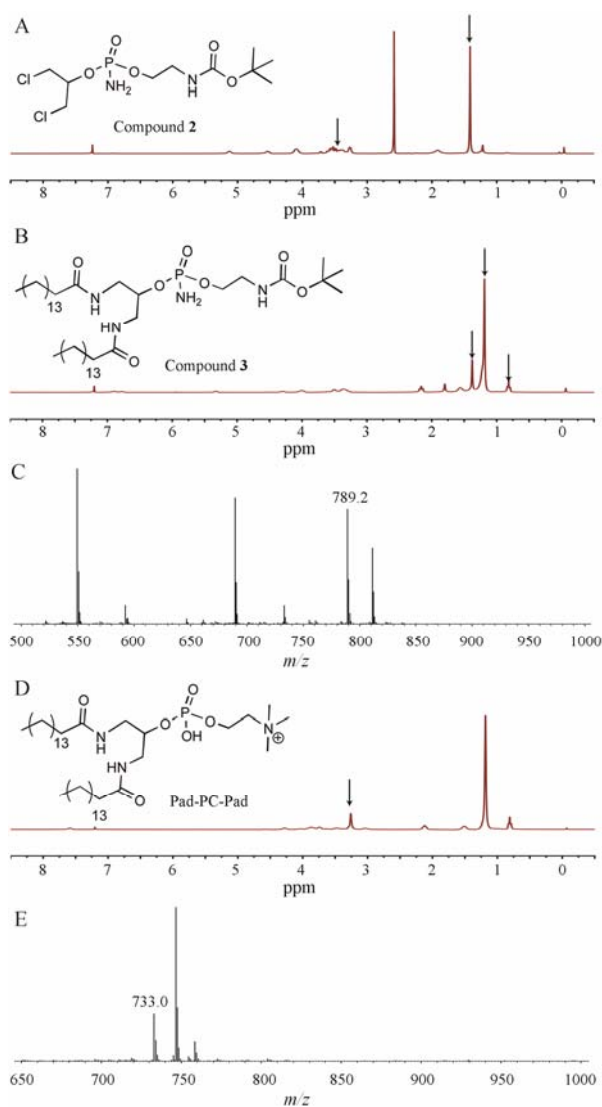 A
O
O P O
NH₂
N
H
O
O
Cl
Cl
Compound 2
8 7 6 5 4 3 2 1 0
ppm
B
O
13
N
H
O
O P O
NH₂
N
H
O
O
H
N
13
O
Compound 3
8 7 6 5 4 3 2 1 0
ppm
C
789.2
500 550 600 650 700 750 800 850 900 950 1000
m/z
D
O
13
N
H
O
O P O
OH
N
⊕
HN
13
O
Pad-PC-Pad
8 7 6 5 4 3 2 1 0
ppm
E
733.0
650 700 750 800 850 900 950 1000
m/z